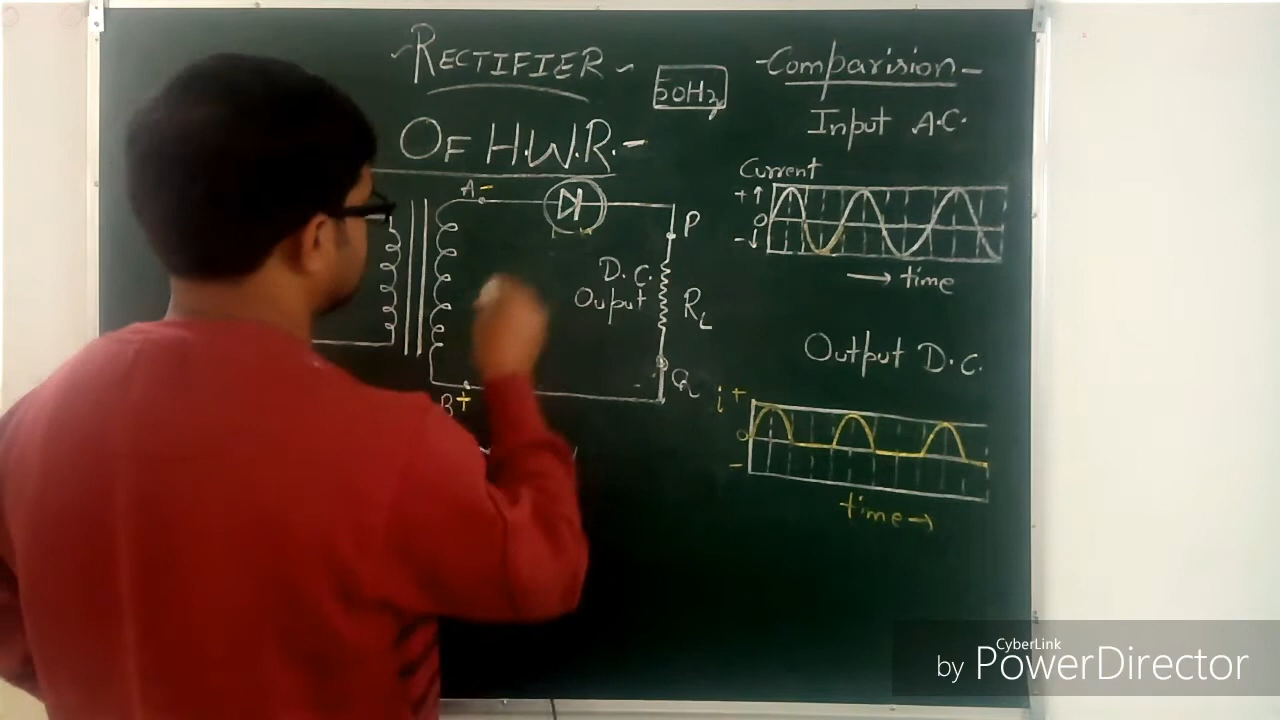 - RECTIFIER -
50Hz
OF H.W.R.-
A -
P
D.C.
Ouput
RL
Q
B +
- Comparision -
Input A.C.
Current
+ ↑
0
- ↓
→ time
Output D.C.
i +
0
-
time →
CyberLink
by PowerDirector